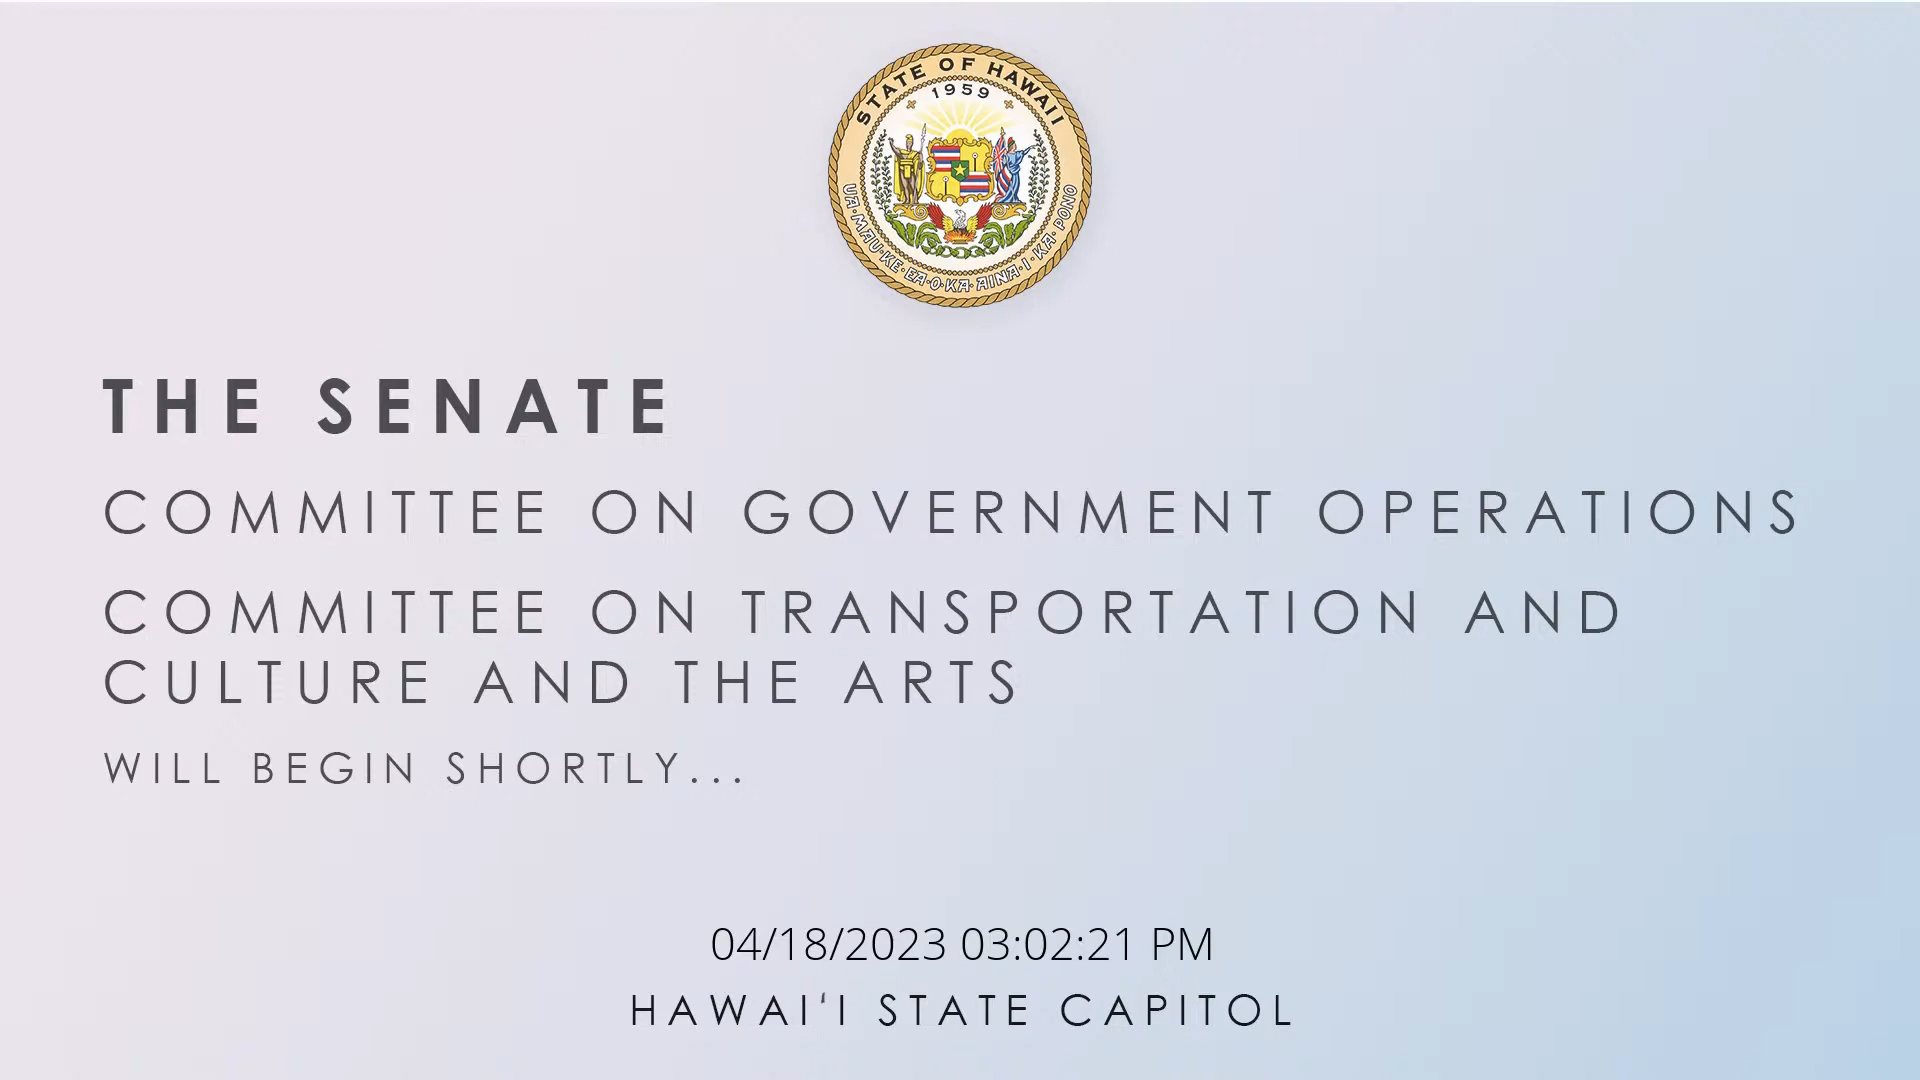 STATE OF HAWAII
1959
UA·MAU·KE·EA·O·KA·AINA·I·KA·PONO
THE SENATE
COMMITTEE ON GOVERNMENT OPERATIONS
COMMITTEE ON TRANSPORTATION AND
CULTURE AND THE ARTS
WILL BEGIN SHORTLY...
04/18/2023 03:02:21 PM
HAWAIʻI STATE CAPITOL